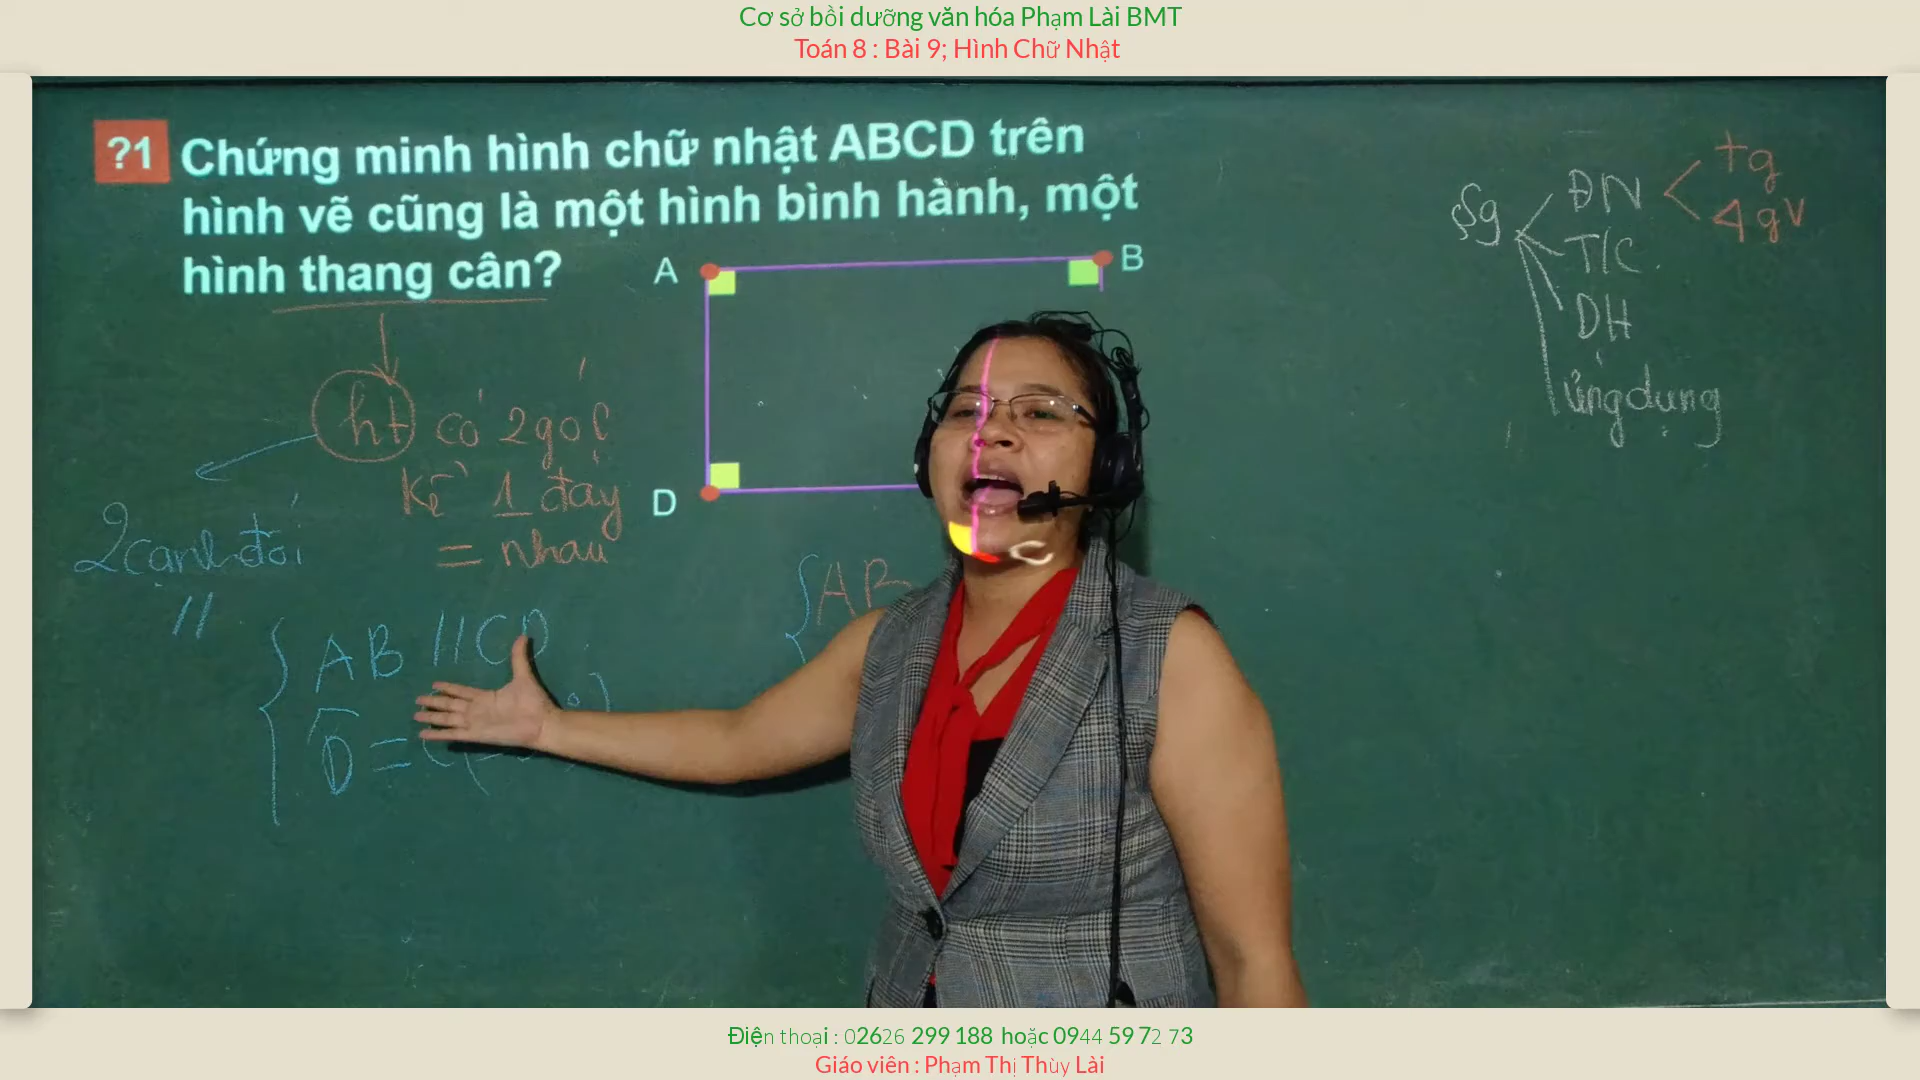 Cơ sở bồi dưỡng văn hóa Phạm Lài BMT
Toán 8 : Bài 9; Hình Chữ Nhật
?1 Chứng minh hình chữ nhật ABCD trên
hình vẽ cũng là một hình bình hành, một
hình thang cân?
A
B
D
C
ht có 2 góc
kề 1 đáy
= nhau
2 cạnh đối
//
AB // CD
D =
AB
ĐN
tg
4 gv
T/C
DH
ứng dụng
Điện thoại : 02626 299 188 hoặc 0944 59 72 73
Giáo viên : Phạm Thị Thùy Lài